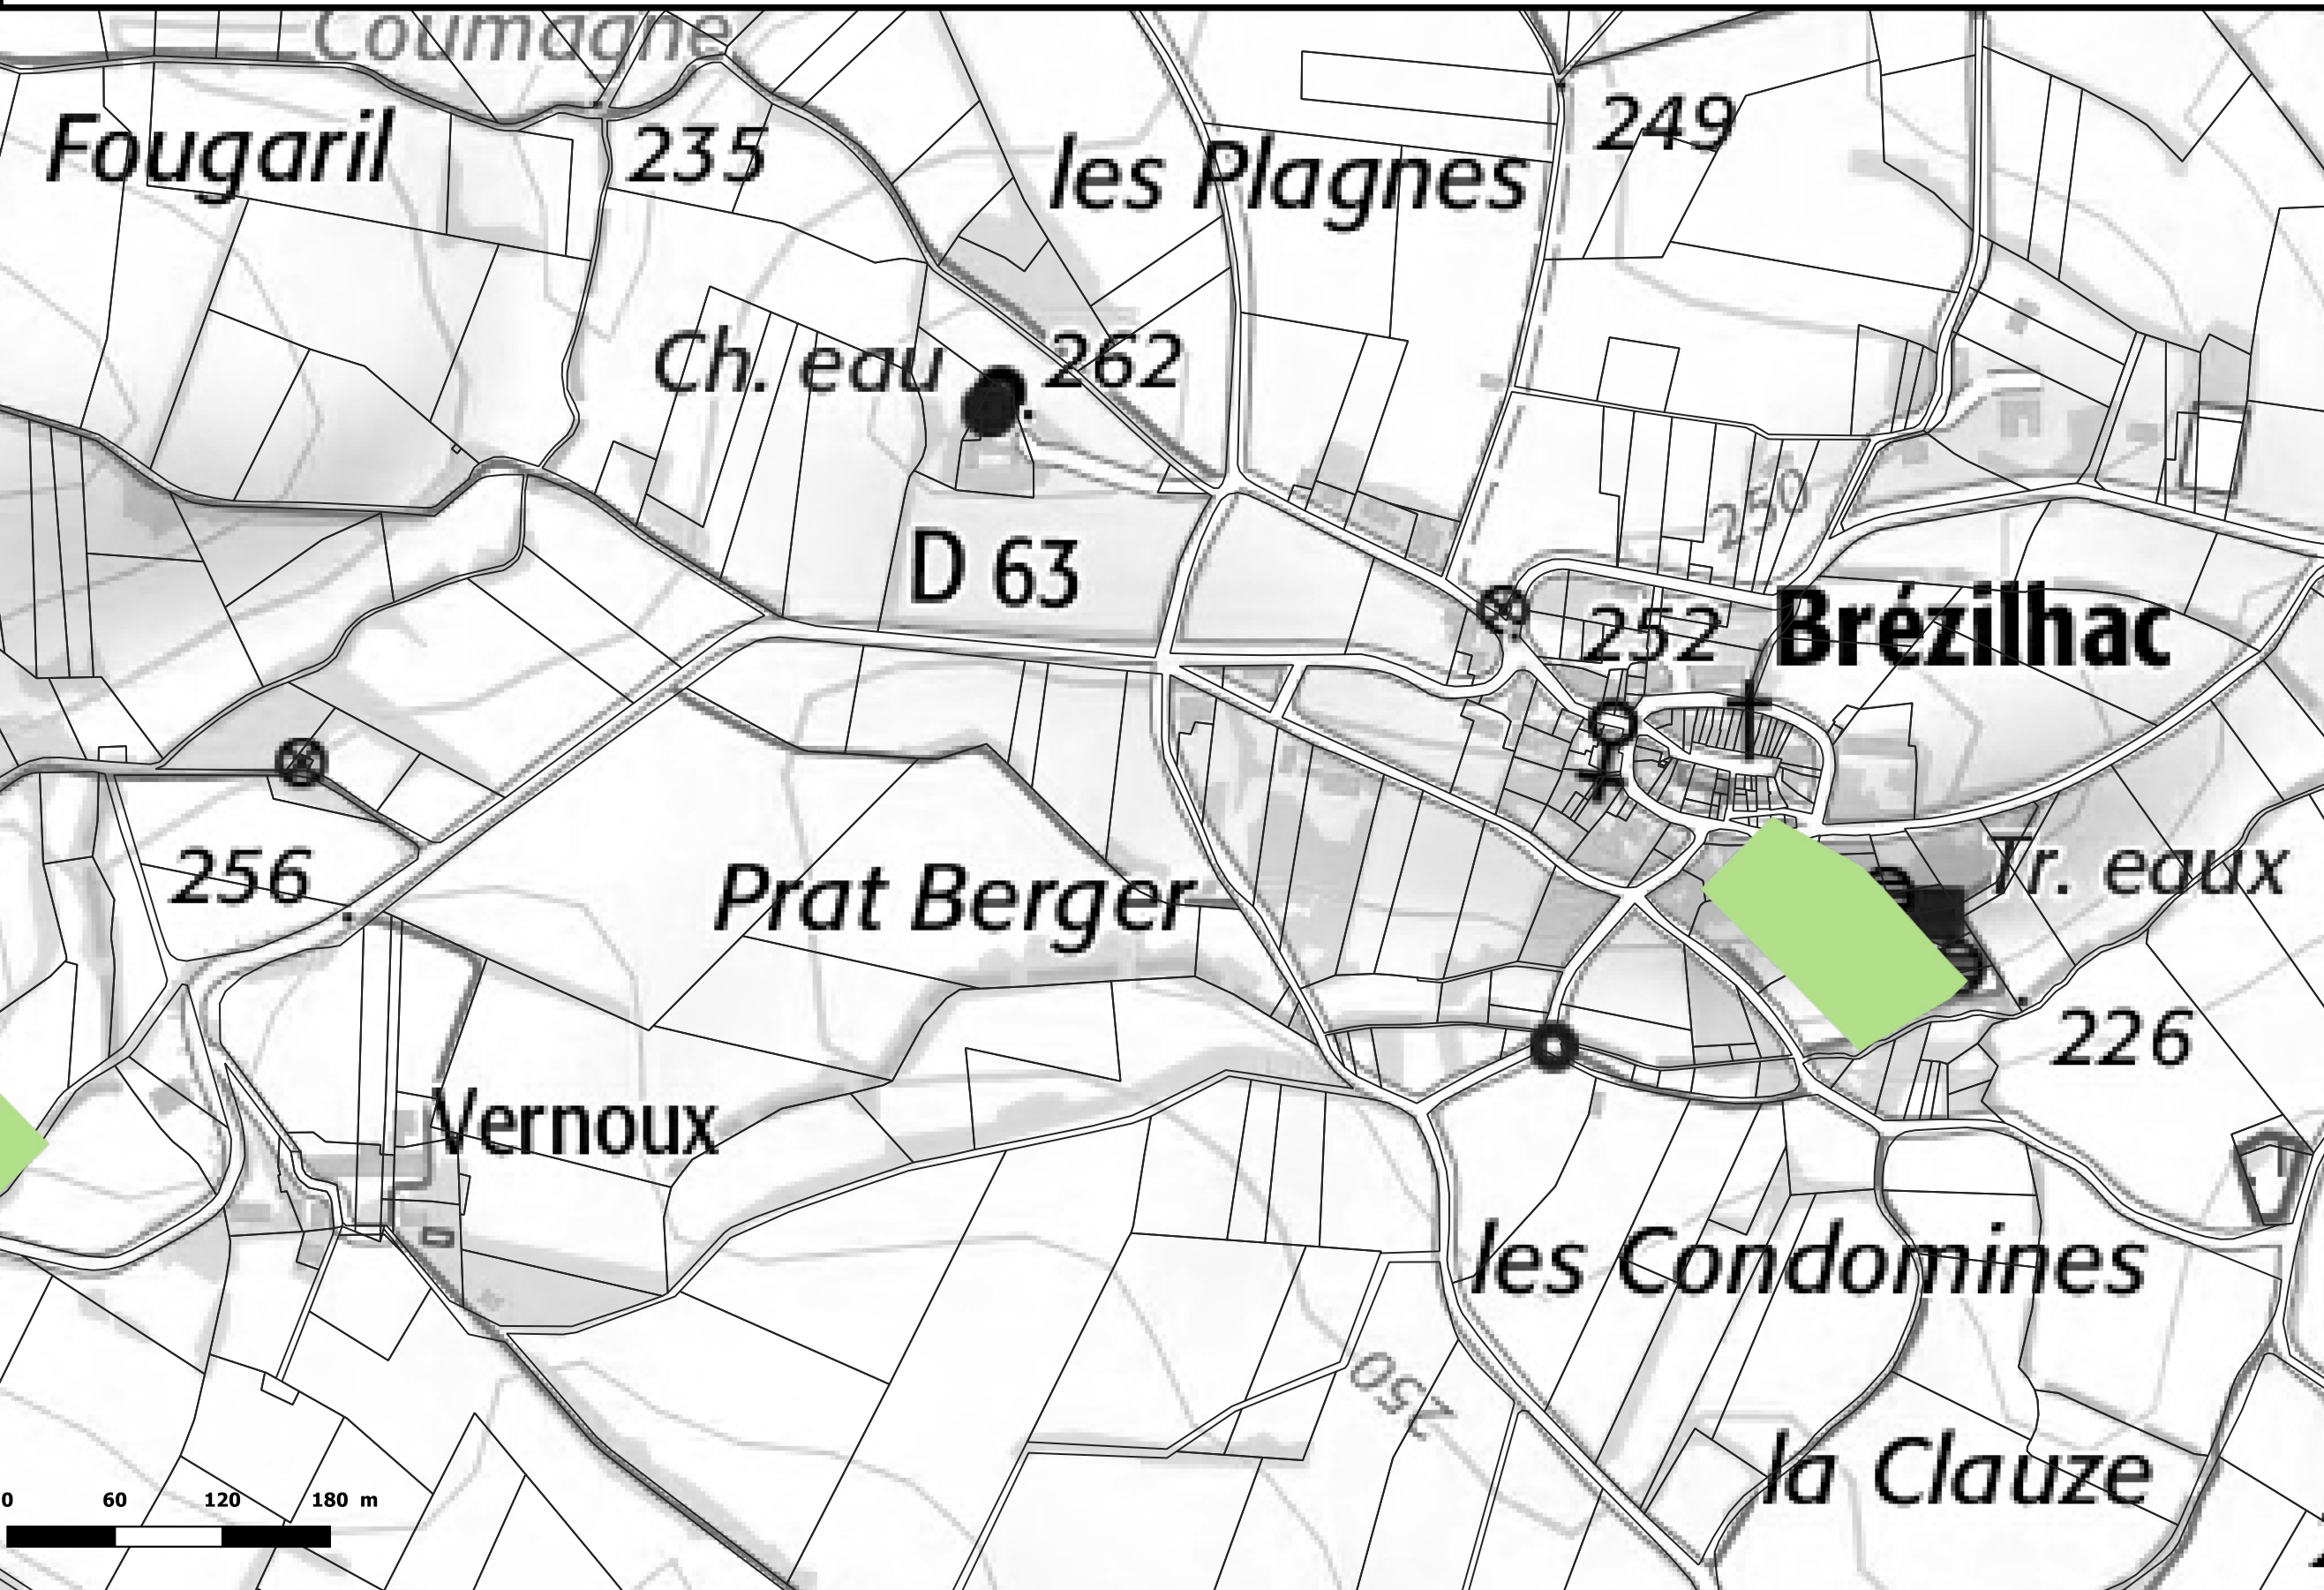 Coumagne
Fougaril
235
les Plagnes
249
Ch. eau
262
250
D 63
252
Brézilhac
256
Prat Berger
Tr. eaux
226
Vernoux
les Condomines
250
la Clauze
0 60 120 180 m